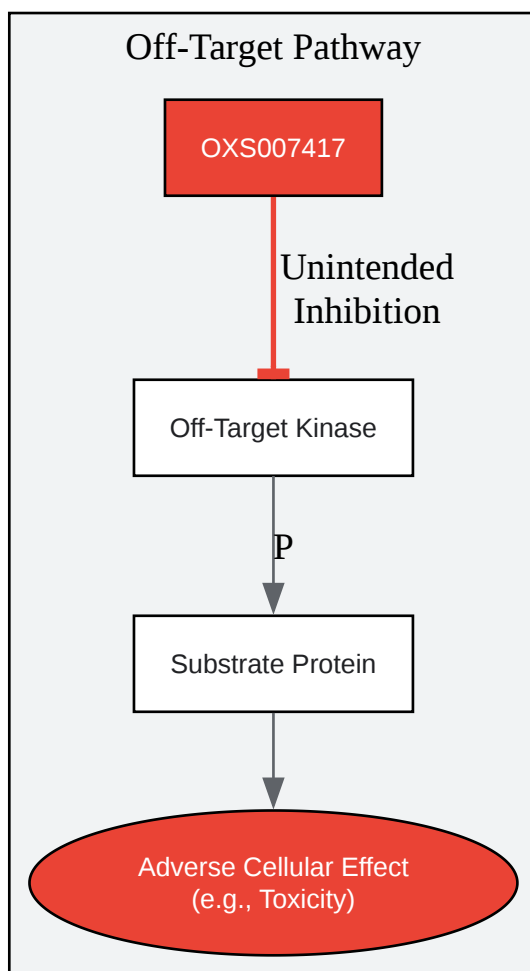 Off-Target Pathway
OXS007417
Unintended
Inhibition
Off-Target Kinase
P
Substrate Protein
Adverse Cellular Effect
(e.g., Toxicity)